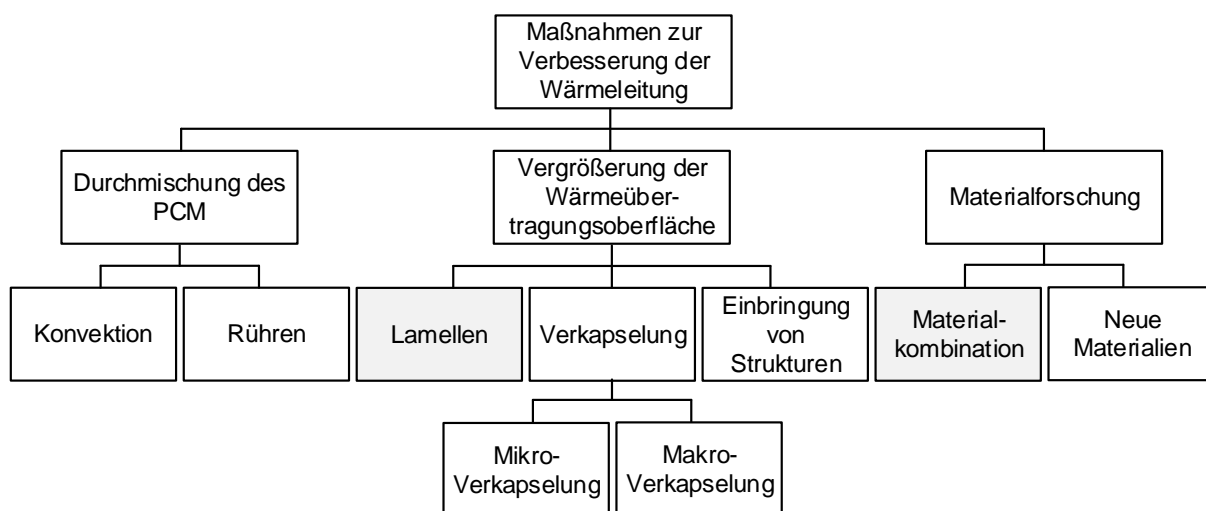 Maßnahmen zur
Verbesserung der
Wärmeleitung
Durchmischung des
PCM
Vergrößerung der
Wärmeüber-
tragungsoberfläche
Materialforschung
Konvektion
Rühren
Lamellen
Verkapselung
Einbringung
von
Strukturen
Material-
kombination
Neue
Materialien
Mikro-
Verkapselung
Makro-
Verkapselung